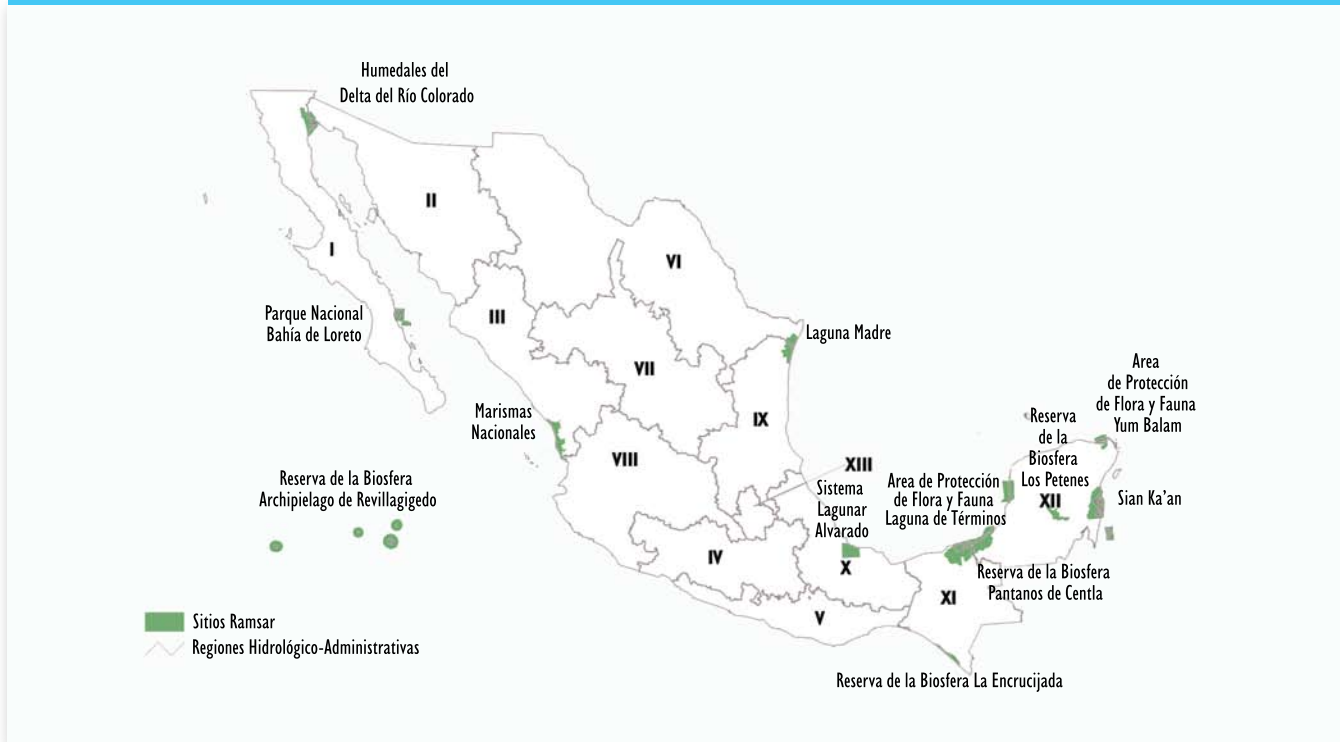 Humedales del
Delta del Río Colorado
II
I
VI
Parque Nacional
Bahía de Loreto
III
Laguna Madre
VII
Area
de Protección
de Flora y Fauna
Yum Balam
Marismas
Nacionales
IX
Reserva
de la
Biosfera
Los Petenes
VIII
XIII
Reserva de la Biosfera
Archipielago de Revillagigedo
Sistema
Lagunar
Alvarado
Area de Protección
de Flora y Fauna
Laguna de Términos
XII
Sian Ka'an
IV
X
Reserva de la Biosfera
Pantanos de Centla
XI
V
Sitios Ramsar
Regiones Hidrológico-Administrativas
Reserva de la Biosfera La Encrucijada